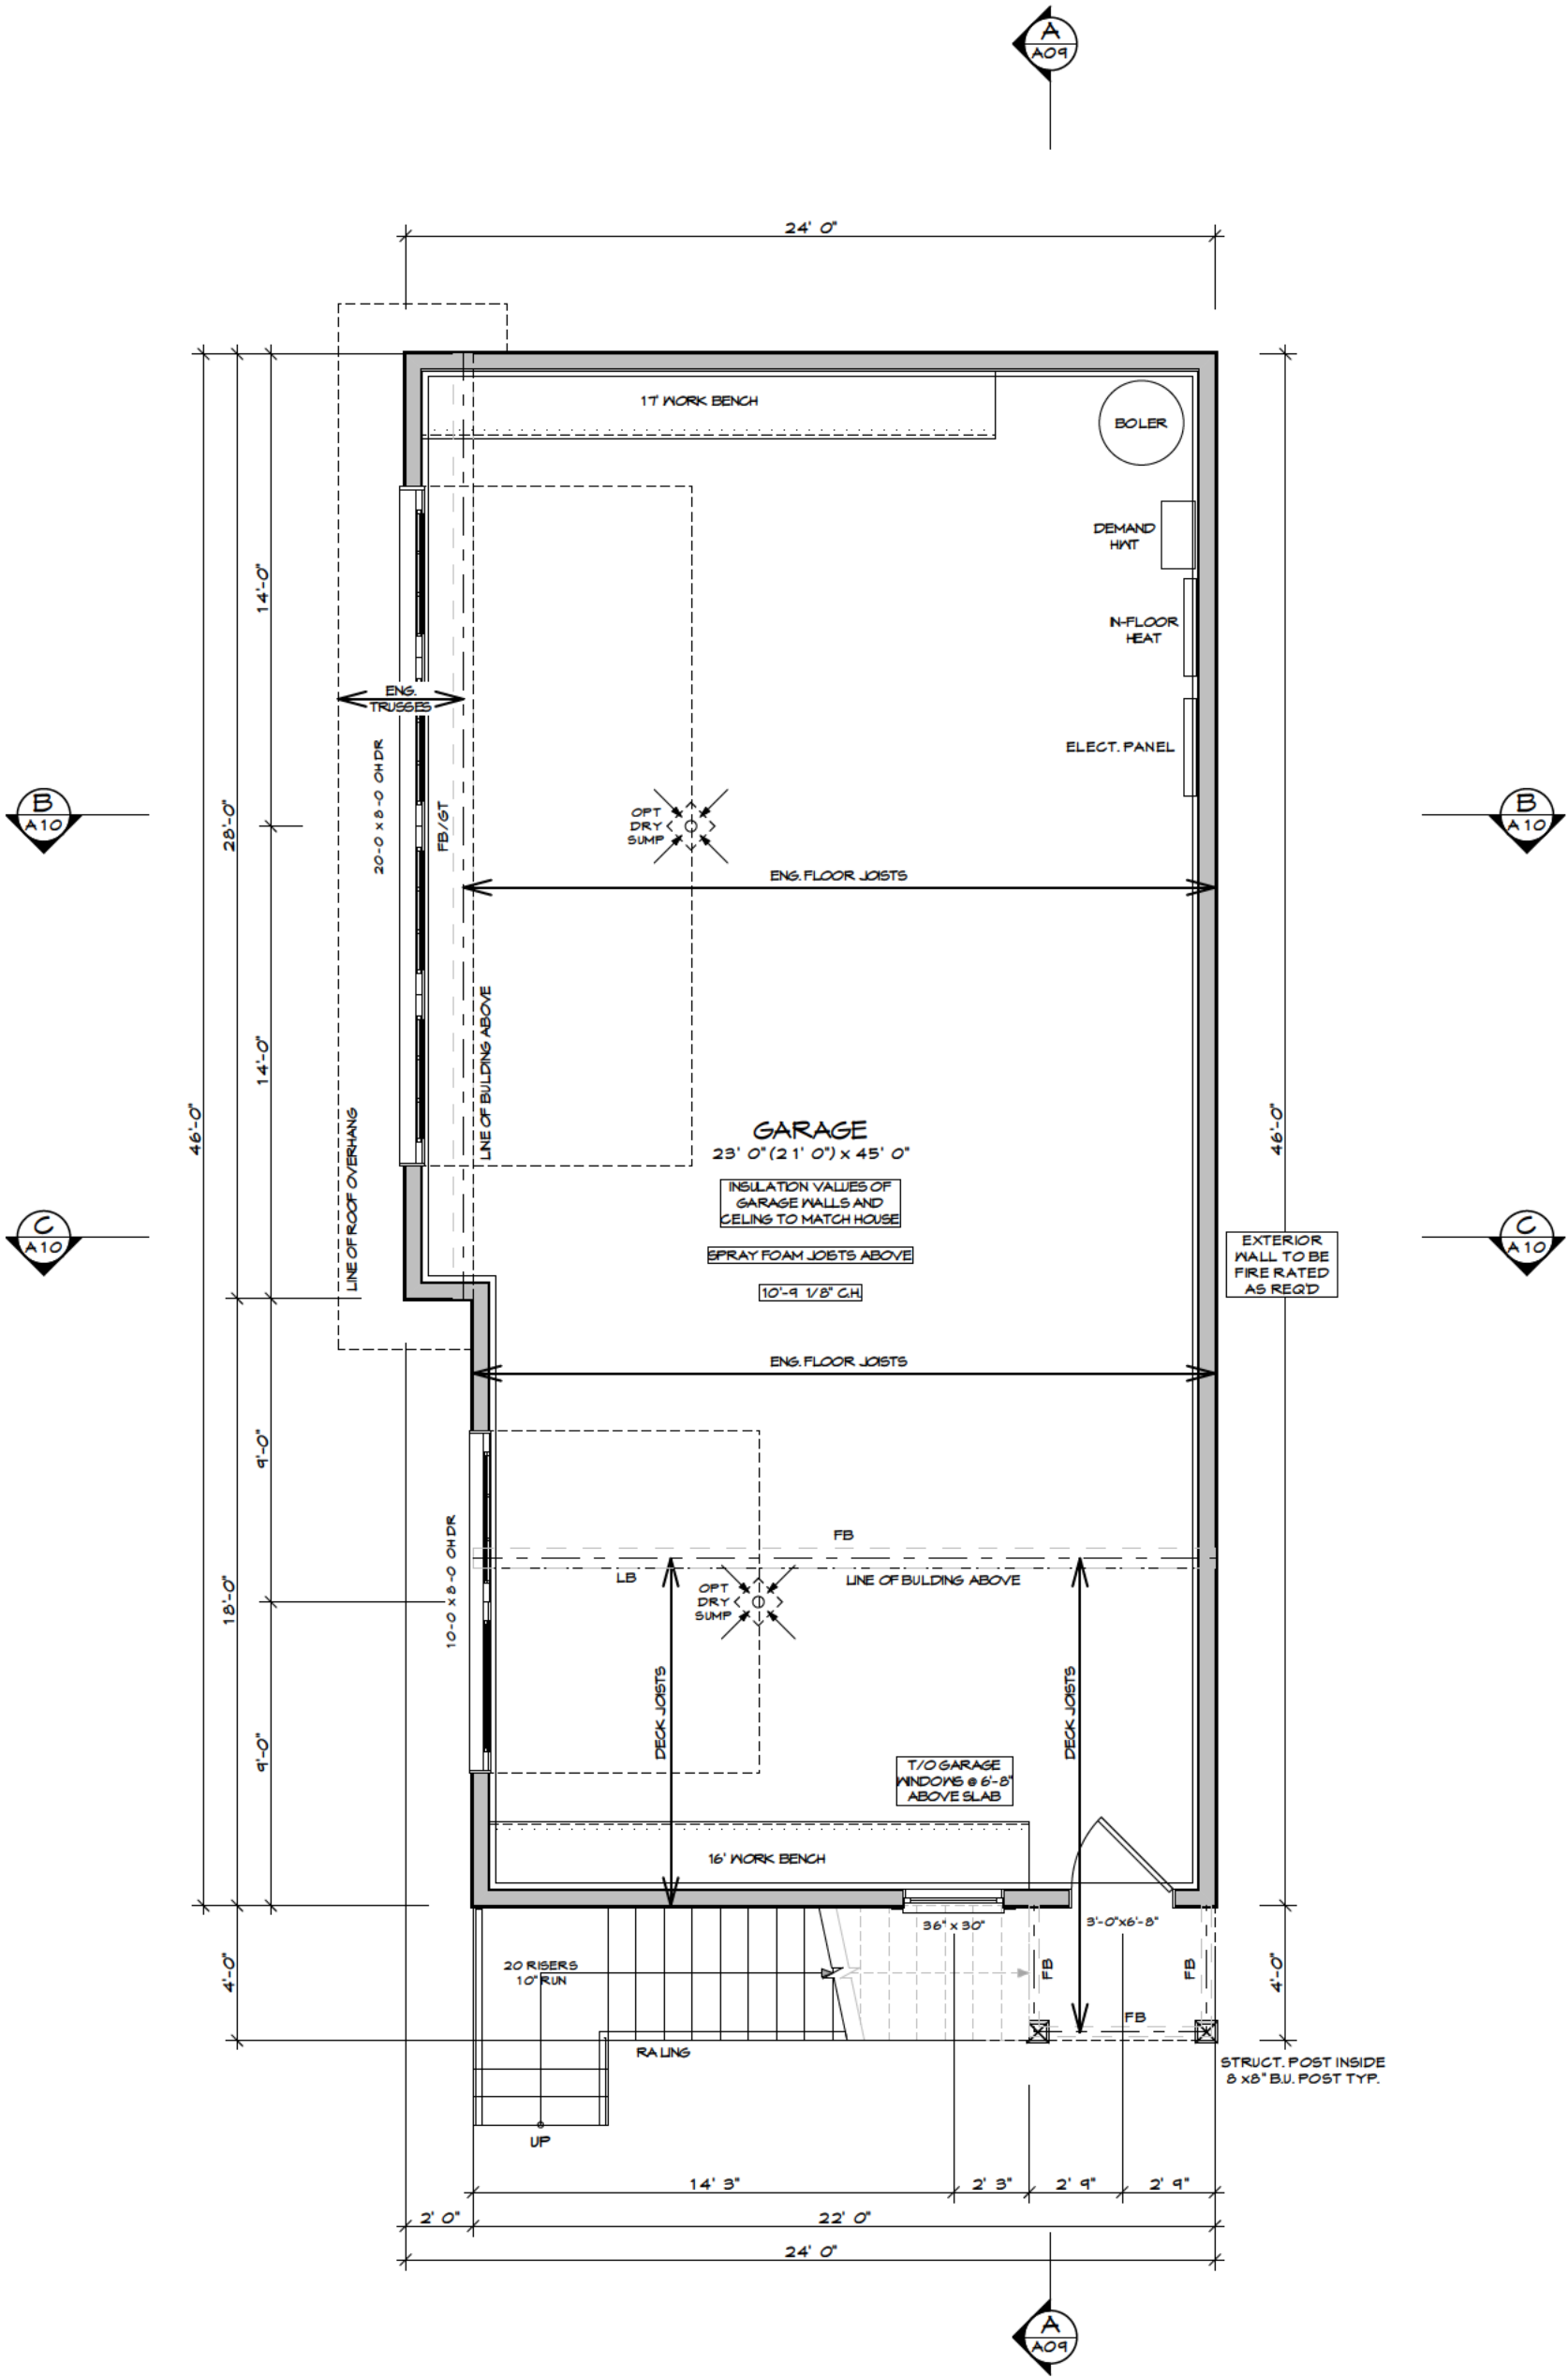 A
A09
24' 0"
17' WORK BENCH
BOLER
DEMAND
HWT
IN-FLOOR
HEAT
ELECT. PANEL
14'-0"
ENG.
TRUSSES
20-0 x 8-0 OH DR
FB/GT
28'-0"
B
A10
B
A10
OPT
DRY
SUMP
ENG. FLOOR JOISTS
LINE OF BUILDING ABOVE
14'-0"
46'-0"
46'-0"
LINE OF ROOF OVERHANG
GARAGE
23' 0" (21' 0") x 45' 0"
INSULATION VALUES OF
GARAGE WALLS AND
CEILING TO MATCH HOUSE
SPRAY FOAM JOISTS ABOVE
10'-9 1/8" C.H.
C
A10
C
A10
EXTERIOR
WALL TO BE
FIRE RATED
AS REQ'D
ENG. FLOOR JOISTS
9'-0"
10-0 x 8-0 OH DR
18'-0"
FB
LB
LINE OF BUILDING ABOVE
OPT
DRY
SUMP
DECK JOISTS
DECK JOISTS
9'-0"
T/O GARAGE
WINDOWS @ 6'-8"
ABOVE SLAB
16' WORK BENCH
36" x 30"
3'-0"x6'-8"
20 RISERS
10" RUN
4'-0"
FB
FB
4'-0"
FB
RAILING
STRUCT. POST INSIDE
8 x8" B.U. POST TYP.
UP
14' 3"
2' 3"
2' 9"
2' 9"
2' 0"
22' 0"
24' 0"
A
A09